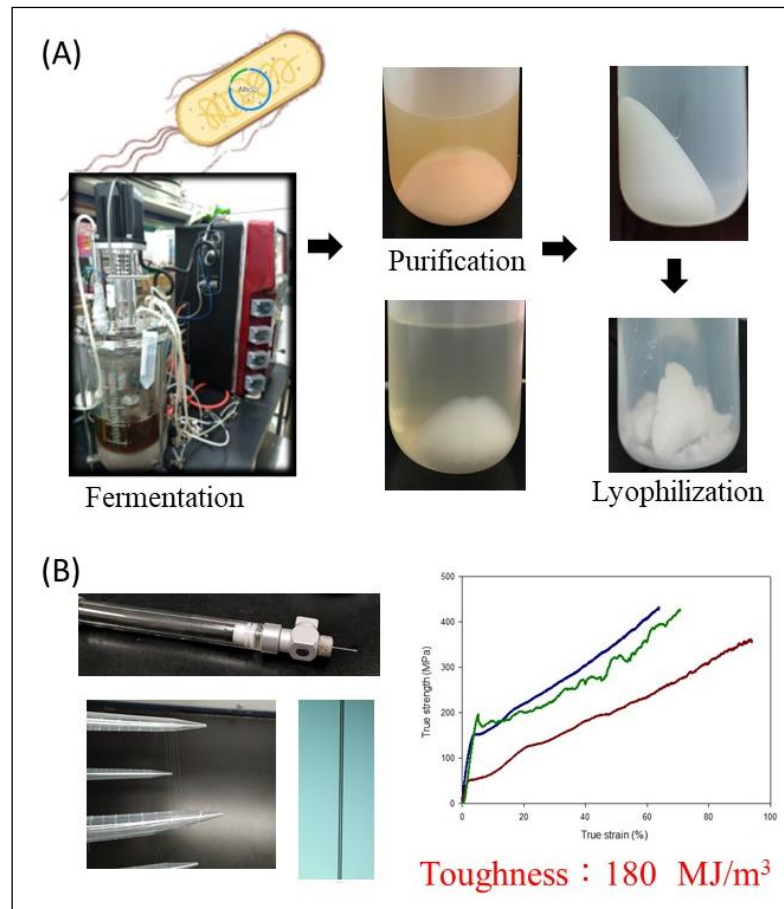 (A)
Purification
Fermentation
Lyophilization
(B)
500
400
300
200
100
0
True strength (MPa)
0 20 40 60 80 100
True strain (%)
Toughness：180 MJ/m³